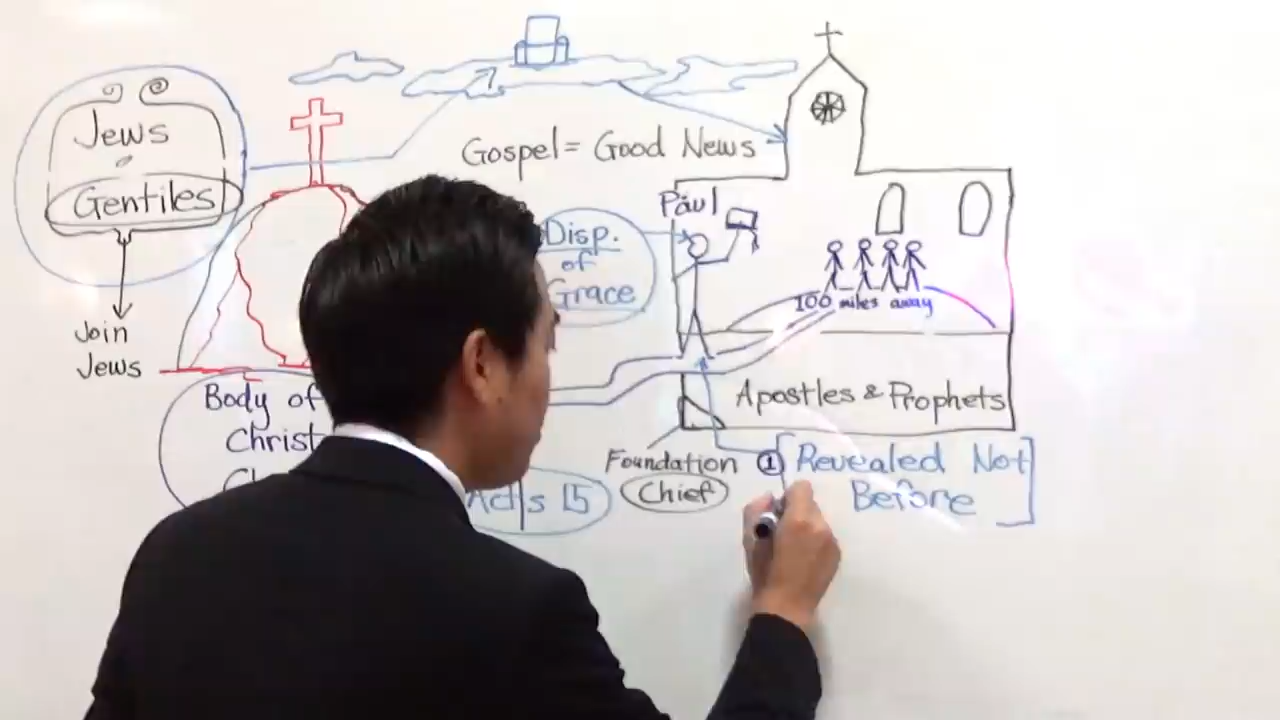 Jews
Gentiles
Join
Jews
Body of
Christ
Gospel = Good News
Disp.
of
Grace
Paul
100 miles away
Apostles & Prophets
Foundation
Chief
Acts 15
① Revealed Not
Before